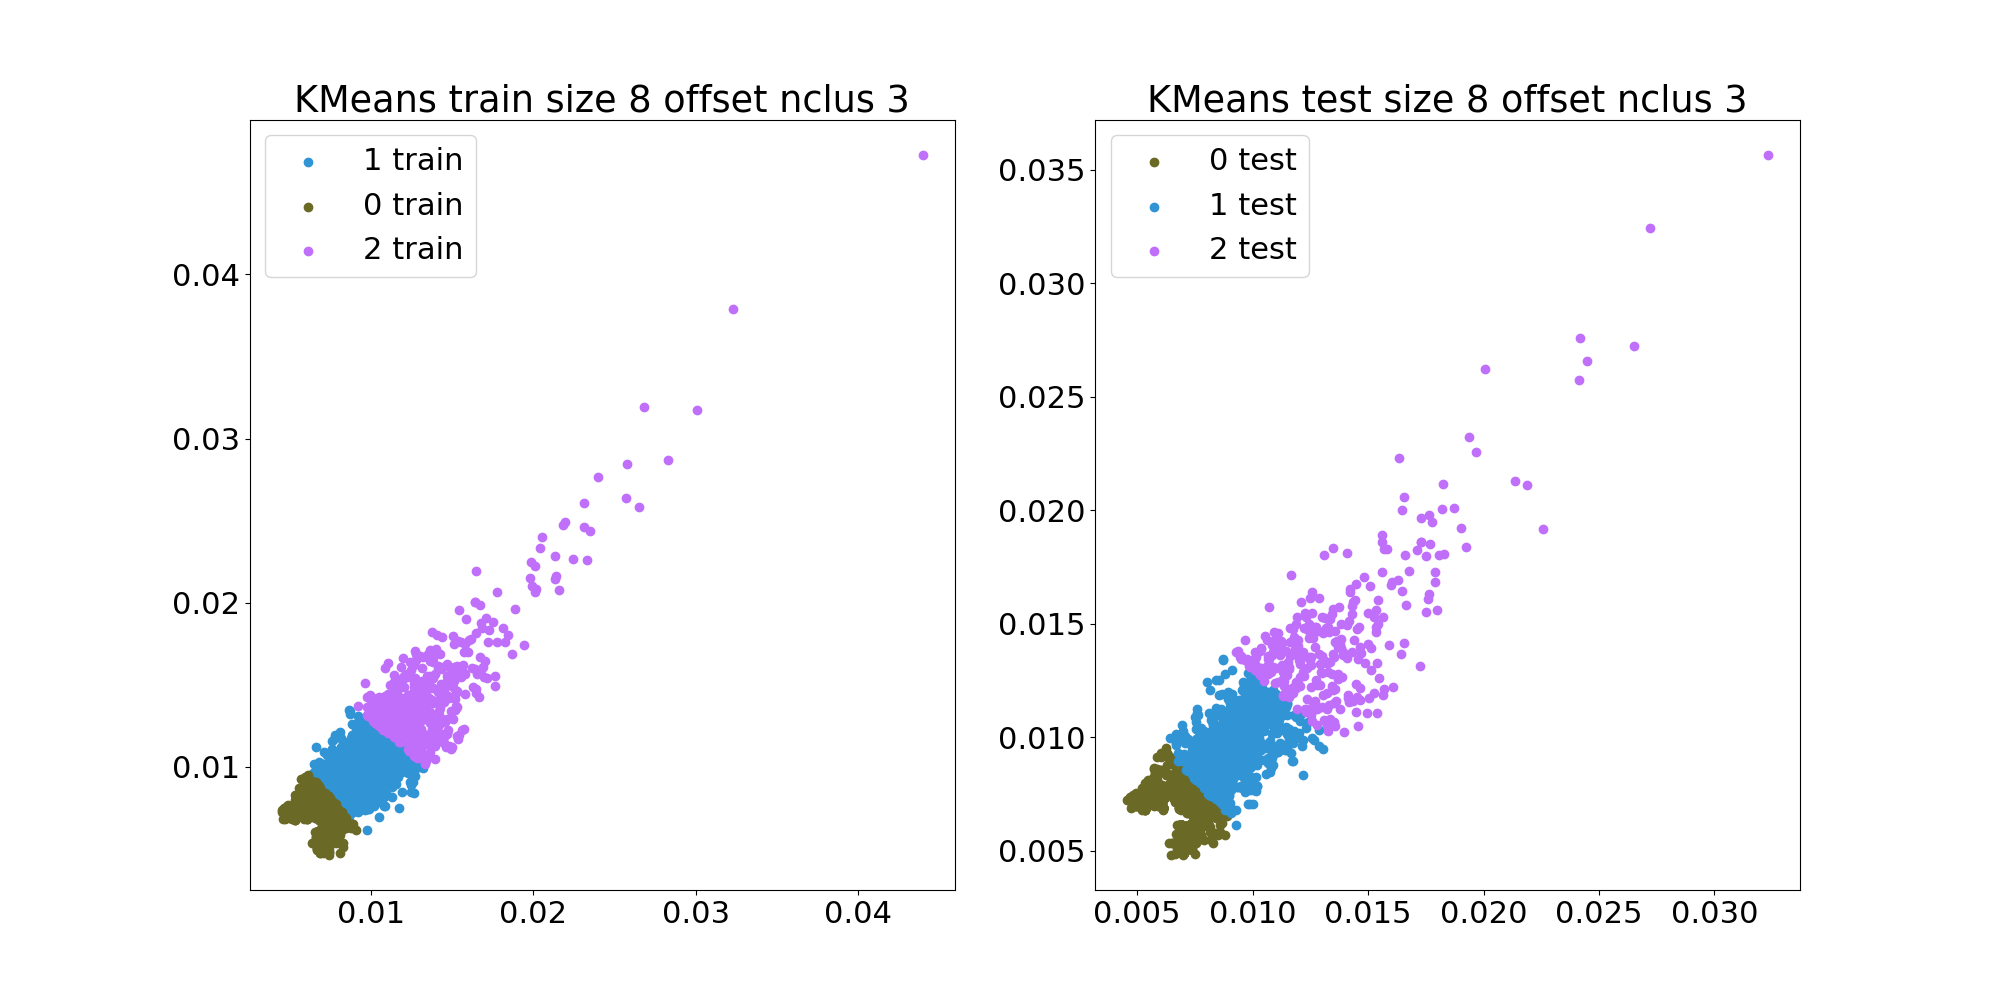 KMeans train size 8 offset nclus 3
1 train
0 train
2 train
0.04
0.03
0.02
0.01
0.01 0.02 0.03 0.04
KMeans test size 8 offset nclus 3
0 test
1 test
2 test
0.035
0.030
0.025
0.020
0.015
0.010
0.005
0.005 0.010 0.015 0.020 0.025 0.030